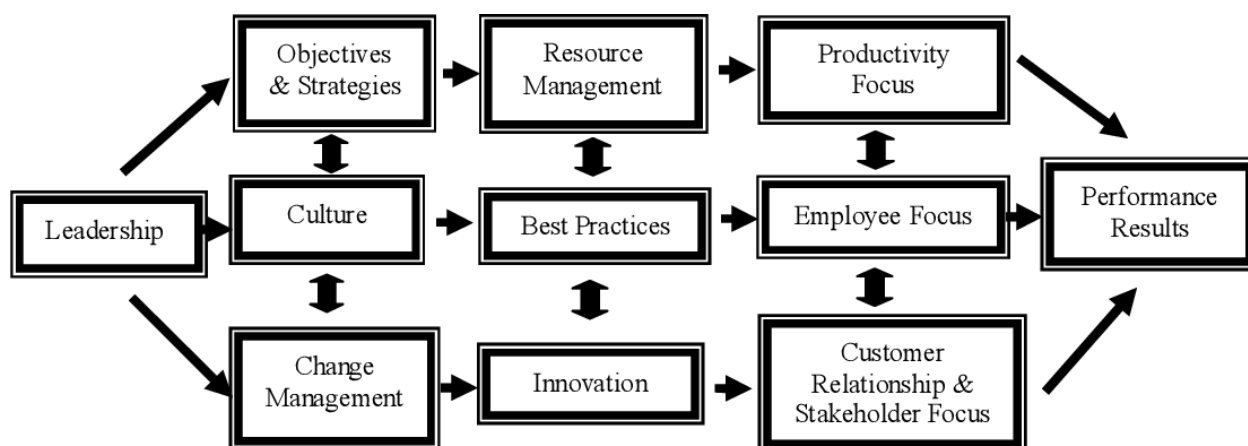 Objectives
& Strategies
Resource
Management
Productivity
Focus
Leadership
Culture
Best Practices
Employee Focus
Performance
Results
Change
Management
Innovation
Customer
Relationship &
Stakeholder Focus